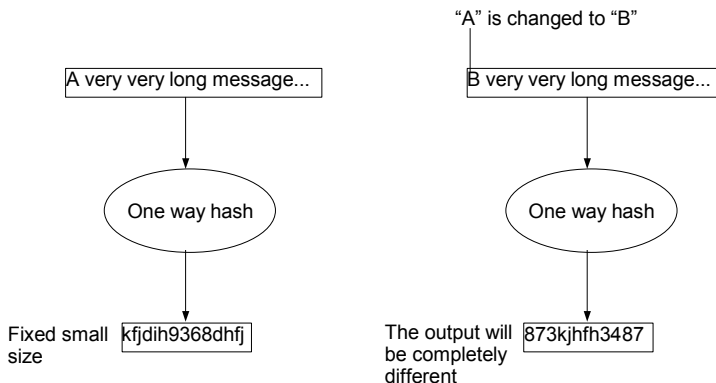 “A” is changed to “B”
A very very long message...
B very very long message...
One way hash
One way hash
Fixed small
size
kfjdih9368dhfj
The output will
be completely
different
873kjhfh3487